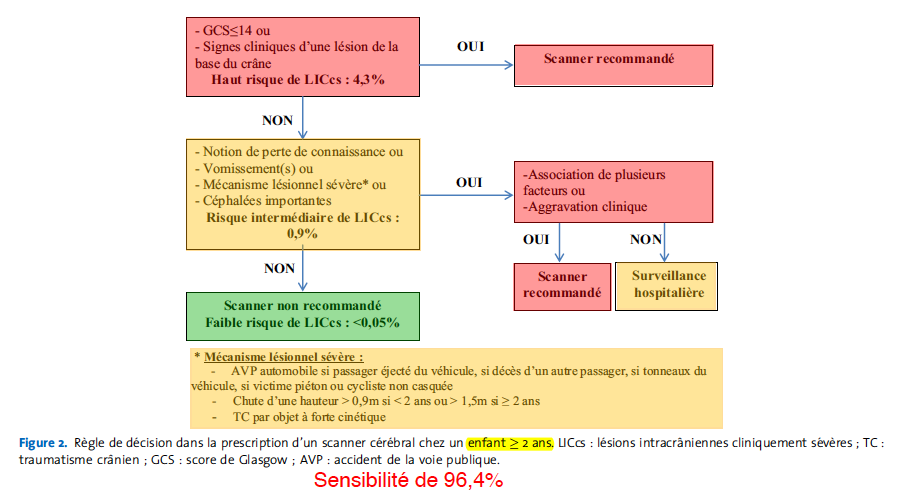 - GCS≤14 ou
- Signes cliniques d'une lésion de la
base du crâne
Haut risque de LICcs : 4,3%
OUI
Scanner recommandé
NON
- Notion de perte de connaissance ou
- Vomissement(s) ou
- Mécanisme lésionnel sévère* ou
- Céphalées importantes
Risque intermédiaire de LICcs :
0,9%
OUI
-Association de plusieurs
facteurs ou
-Aggravation clinique
OUI
NON
Scanner
recommandé
Surveillance
hospitalière
NON
Scanner non recommandé
Faible risque de LICcs : <0,05%
* Mécanisme lésionnel sévère :
- AVP automobile si passager éjecté du véhicule, si décès d'un autre passager, si tonneaux du
véhicule, si victime piéton ou cycliste non casquée
- Chute d'une hauteur > 0,9m si < 2 ans ou > 1,5m si ≥ 2 ans
- TC par objet à forte cinétique
Figure 2. Règle de décision dans la prescription d'un scanner cérébral chez un enfant ≥ 2 ans. LICcs : lésions intracrâniennes cliniquement sévères ; TC :
traumatisme crânien ; GCS : score de Glasgow ; AVP : accident de la voie publique.
Sensibilité de 96,4%